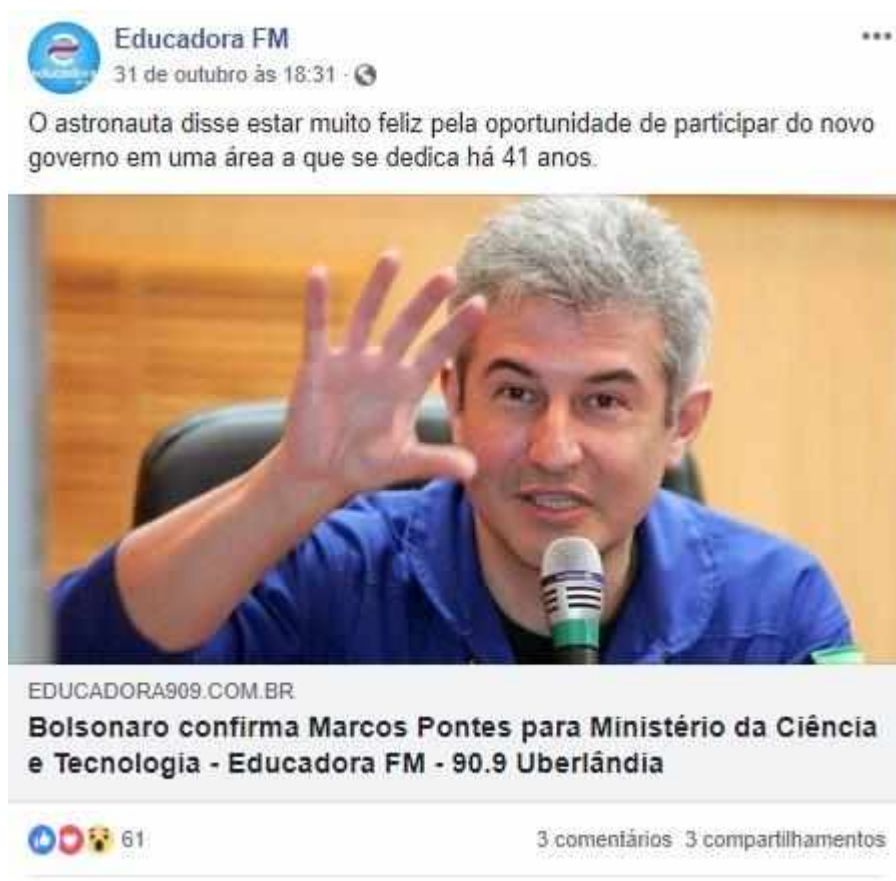 Educadora FM
31 de outubro às 18:31 ·
O astronauta disse estar muito feliz pela oportunidade de participar do novo
governo em uma área a que se dedica há 41 anos.
EDUCADORA909.COM.BR
Bolsonaro confirma Marcos Pontes para Ministério da Ciência
e Tecnologia - Educadora FM - 90.9 Uberlândia
61 3 comentários 3 compartilhamentos